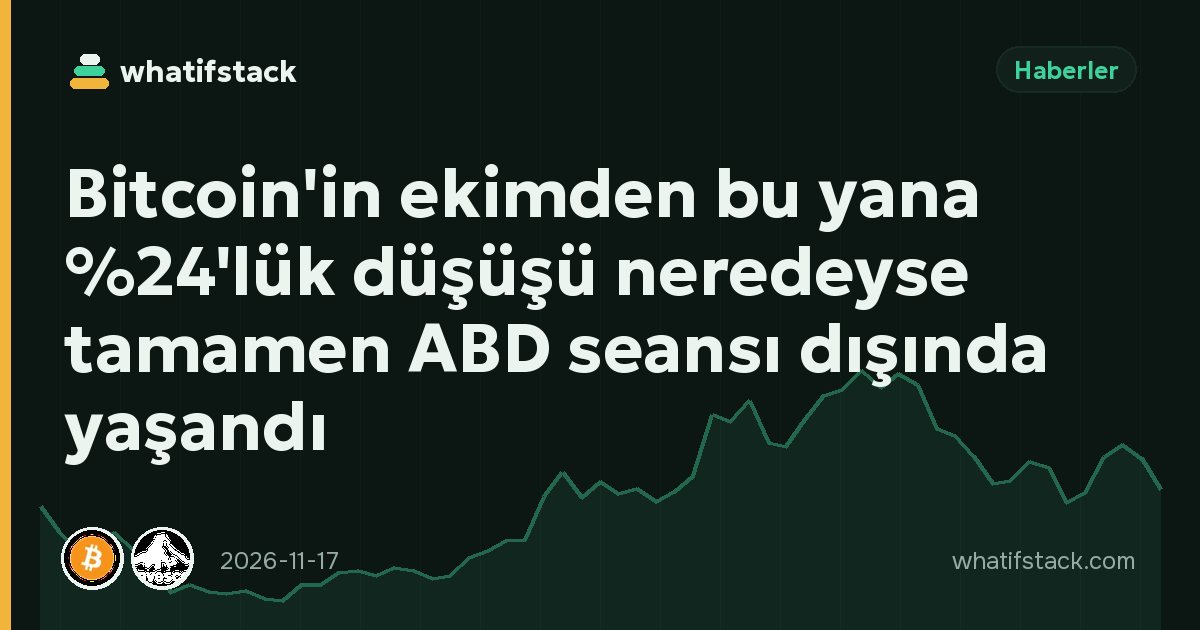 whatifstack
Haberler
Bitcoin'in ekimden bu yana
%24'lük düşüşü neredeyse
tamamen ABD seansı dışında
yaşandı
2026-11-17
whatifstack.com